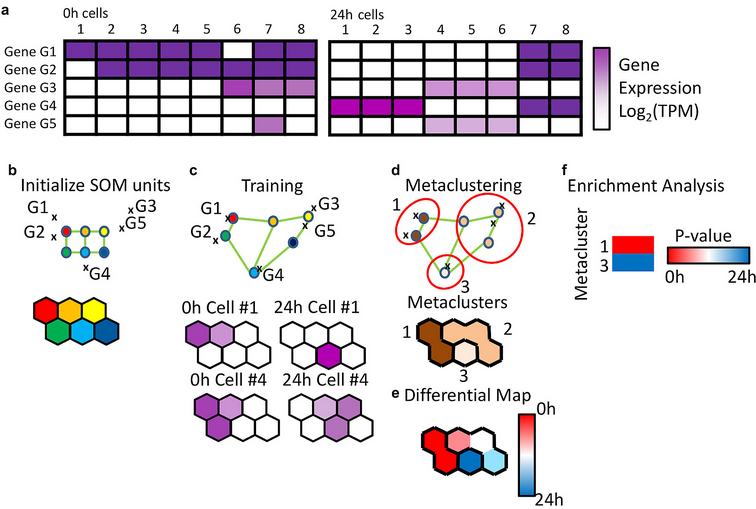 a
0h cells
24h cells
1 2 3 4 5 6 7 8
1 2 3 4 5 6 7 8
Gene G1
Gene G2
Gene G3
Gene G4
Gene G5
Gene
Expression
Log2(TPM)
b
Initialize SOM units
G1 x
G2 x
x G3
x G5
x G4
c
Training
G1 x
G2 x
x G3
x G5
x G4
0h Cell #1
24h Cell #1
0h Cell #4
24h Cell #4
d
Metaclustering
1
x
x
x
x
2
x
3
Metaclusters
1
2
3
e Differential Map
0h
24h
f
Enrichment Analysis
Metacluster
1
3
P-value
0h
24h